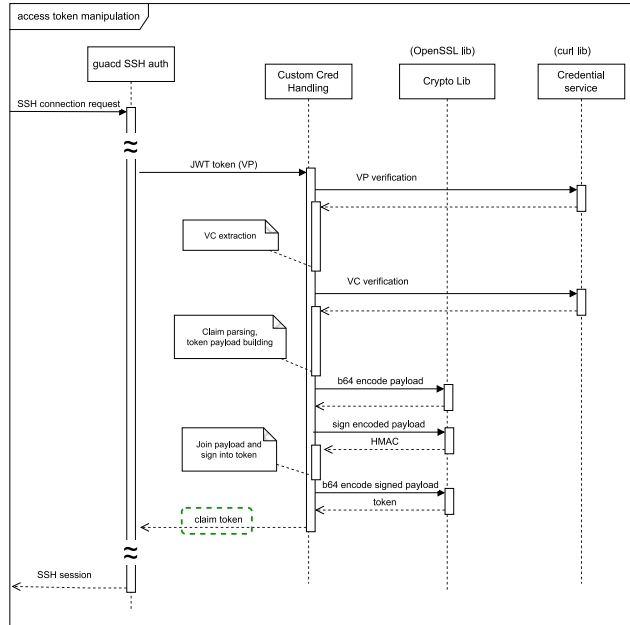 access token manipulation
(OpenSSL lib)
(curl lib)
guacd SSH auth
Custom Cred
Handling
Crypto Lib
Credential
service
SSH connection request
≈
JWT token (VP)
VP verification
VC extraction
VC verification
Claim parsing,
token payload building
b64 encode payload
sign encoded payload
HMAC
Join payload and
sign into token
b64 encode signed payload
token
claim token
≈
SSH session